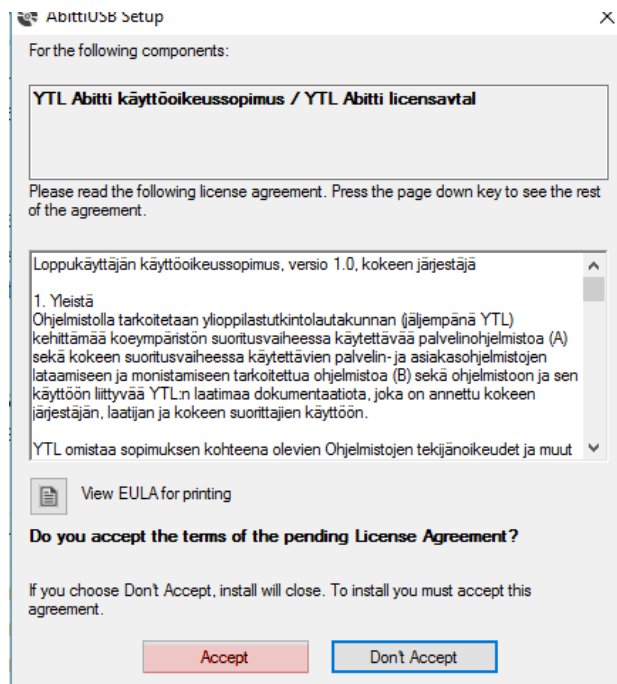 AbittiUSB Setup
For the following components:
YTL Abitti käyttöoikeussopimus / YTL Abitti licensavtal
Please read the following license agreement. Press the page down key to see the rest
of the agreement.
Loppukäyttäjän käyttöoikeussopimus, versio 1.0, kokeen järjestäjä
1. Yleistä
Ohjelmistolla tarkoitetaan ylioppilastutkintolautakunnan (jäljempänä YTL)
kehittämää koeympäristön suoritusvaiheessa käytettävää palvelinohjelmistoa (A)
sekä kokeen suoritusvaiheessa käytettävien palvelin- ja asiakasohjelmistojen
lataamiseen ja monistamiseen tarkoitettua ohjelmistoa (B) sekä ohjelmistoon ja sen
käyttöön liittyvää YTL:n laatimaa dokumentaatiota, joka on annettu kokeen
järjestäjän, laatijan ja kokeen suorittajien käyttöön.
YTL omistaa sopimuksen kohteena olevien Ohjelmistojen tekijänoikeudet ja muut
View EULA for printing
Do you accept the terms of the pending License Agreement?
If you choose Don't Accept, install will close. To install you must accept this
agreement.
Accept
Don't Accept